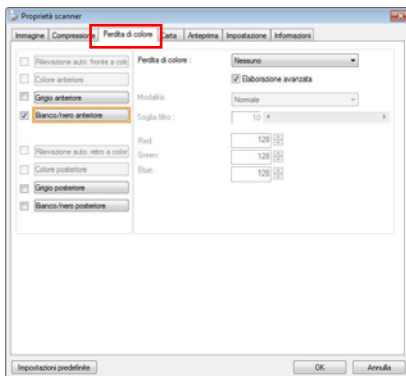 Proprietà scanner
Immagine Compressione Perdita di colore Carta Anteprima Impostazione Informazioni
Rilevazione auto. fronte a colo
Colore anteriore
Grigio anteriore
Bianco/nero anteriore
Rilevazione auto. retro a color
Colore posteriore
Grigio posteriore
Bianco/nero posteriore
Perdita di colore : Nessuno
Elaborazione avanzata
Modalità: Normale
Soglia filtro : 10
Red: 128
Green: 128
Blue: 128
Impostazioni predefinite OK Annulla